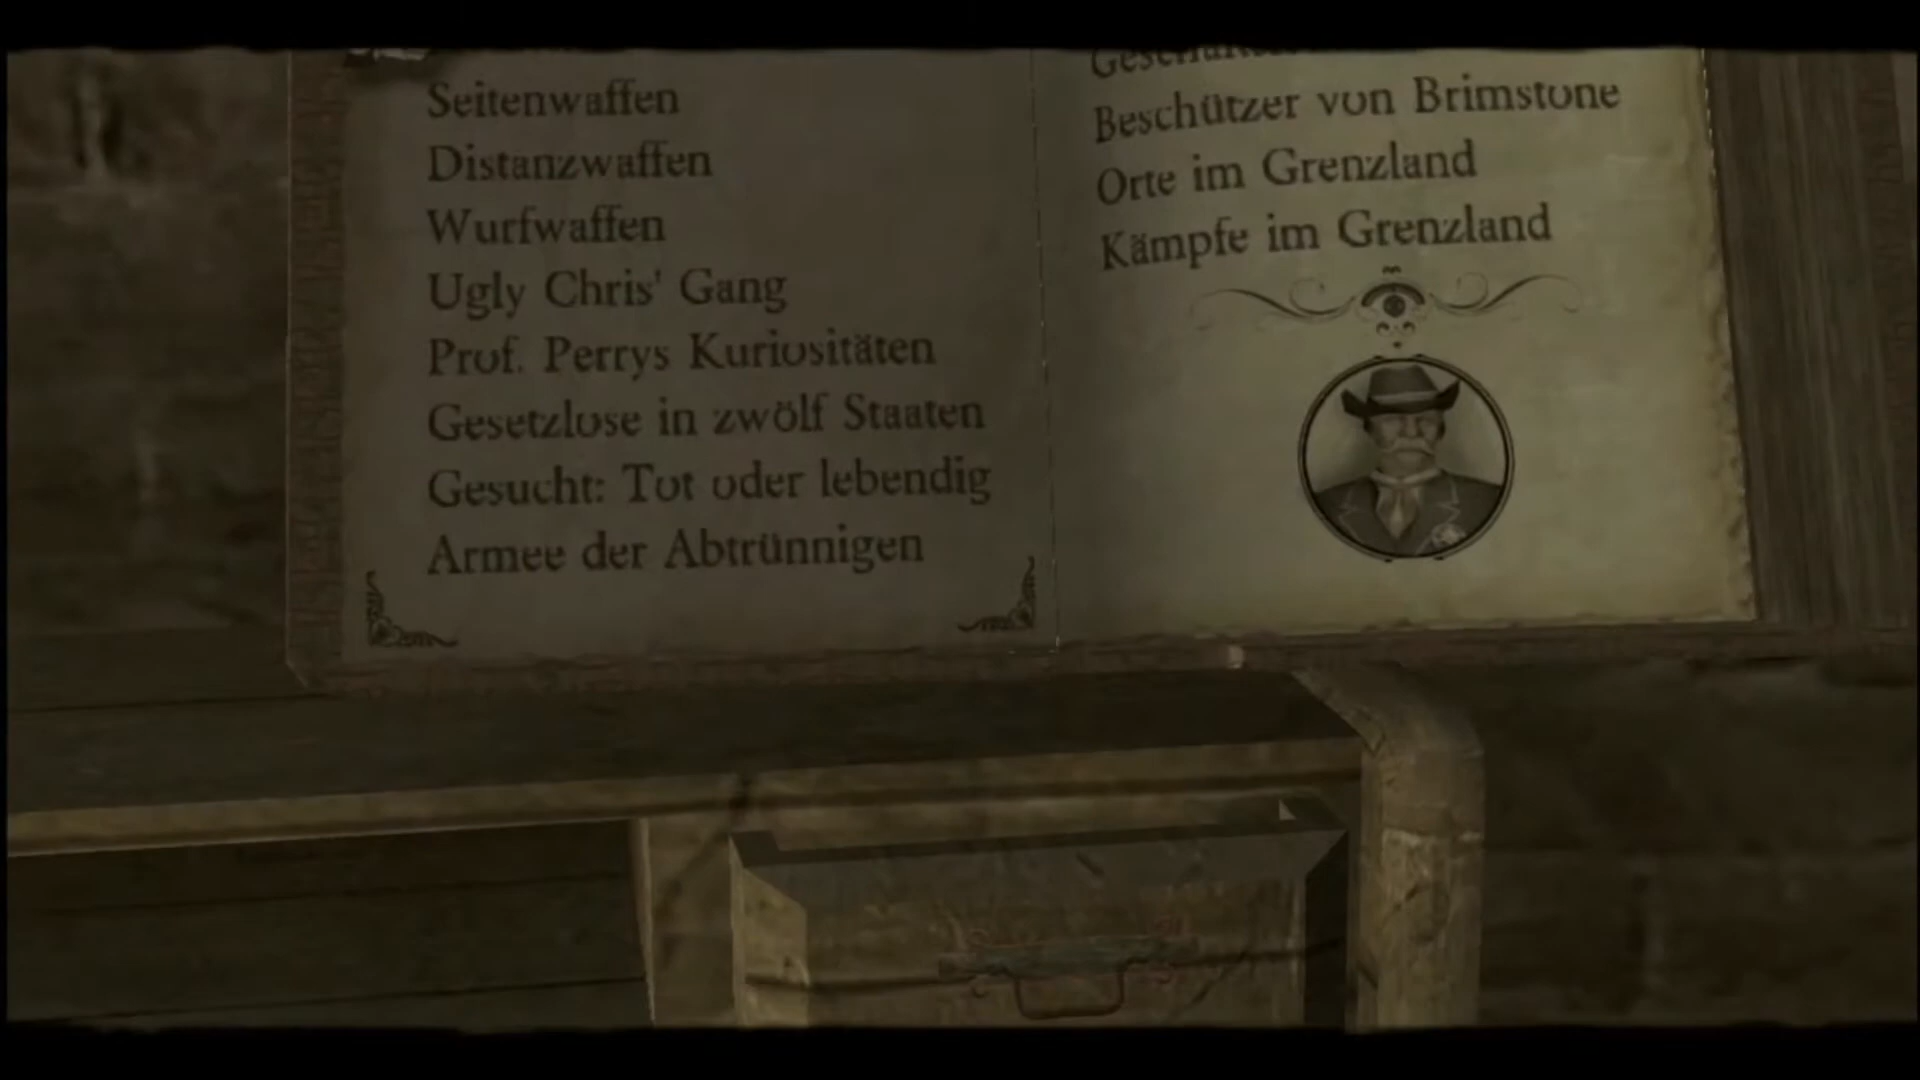 Seitenwaffen
Distanzwaffen
Wurfwaffen
Ugly Chris' Gang
Prof. Perrys Kuriositäten
Gesetzlose in zwölf Staaten
Gesucht: Tot oder lebendig
Armee der Abtrünnigen
Beschützer von Brimstone
Orte im Grenzland
Kämpfe im Grenzland